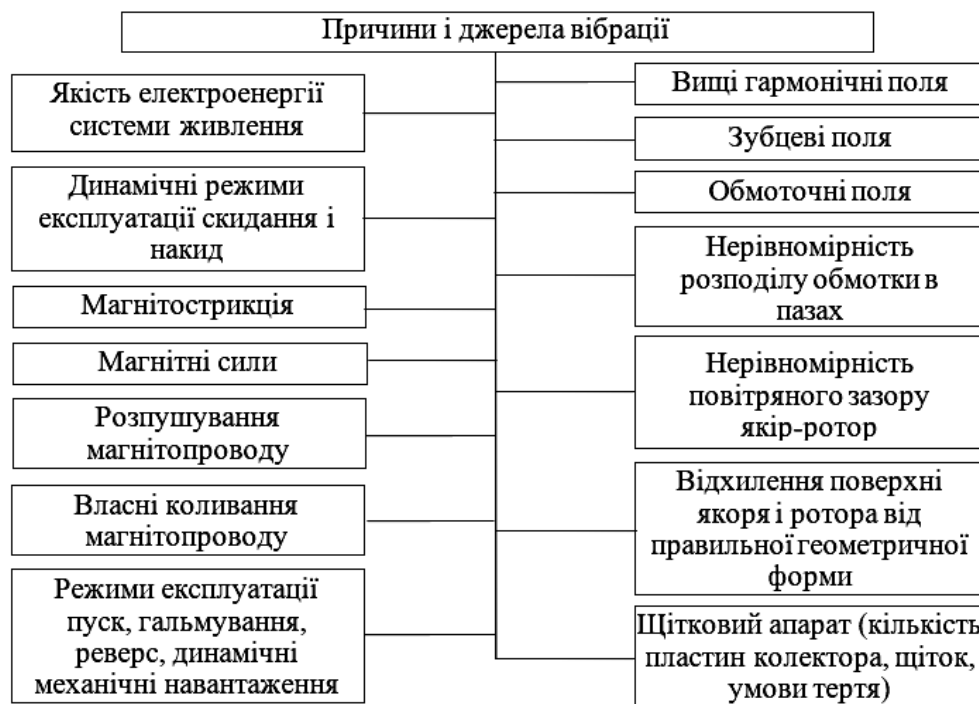 Причини і джерела вібрації
Якість електроенергії
системи живлення
Динамічні режими
експлуатації скидання і
накид
Магнітострикція
Магнітні сили
Розпушування
магнітопроводу
Власні коливання
магнітопроводу
Режими експлуатації
пуск, гальмування,
реверс, динамічні
механічні навантаження
Вищі гармонічні поля
Зубцеві поля
Обмоточні поля
Нерівномірність
розподілу обмотки в
пазах
Нерівномірність
повітряного зазору
якір-ротор
Відхилення поверхні
якоря і ротора від
правильної геометричної
форми
Щітковий апарат (кількість
пластин колектора, щіток,
умови тертя)